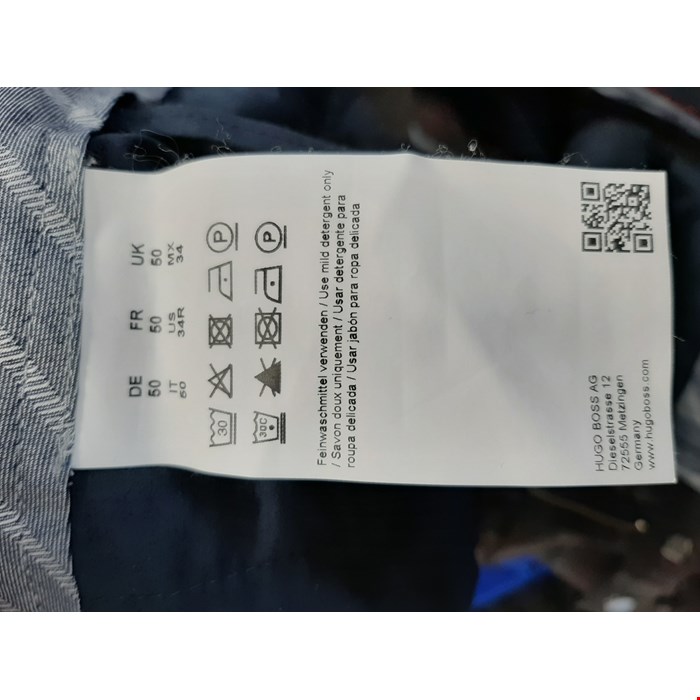 DE FR UK
50 50 50
IT US MX
50 34R 34
30 P
30C P
Feinwaschmittel verwenden / Use mild detergent only
/ Savon doux uniquement / Usar detergente para
roupa delicada / Usar jabón para ropa delicada
HUGO BOSS AG
Dieselstrasse 12
72555 Metzingen
Germany
www.hugoboss.com